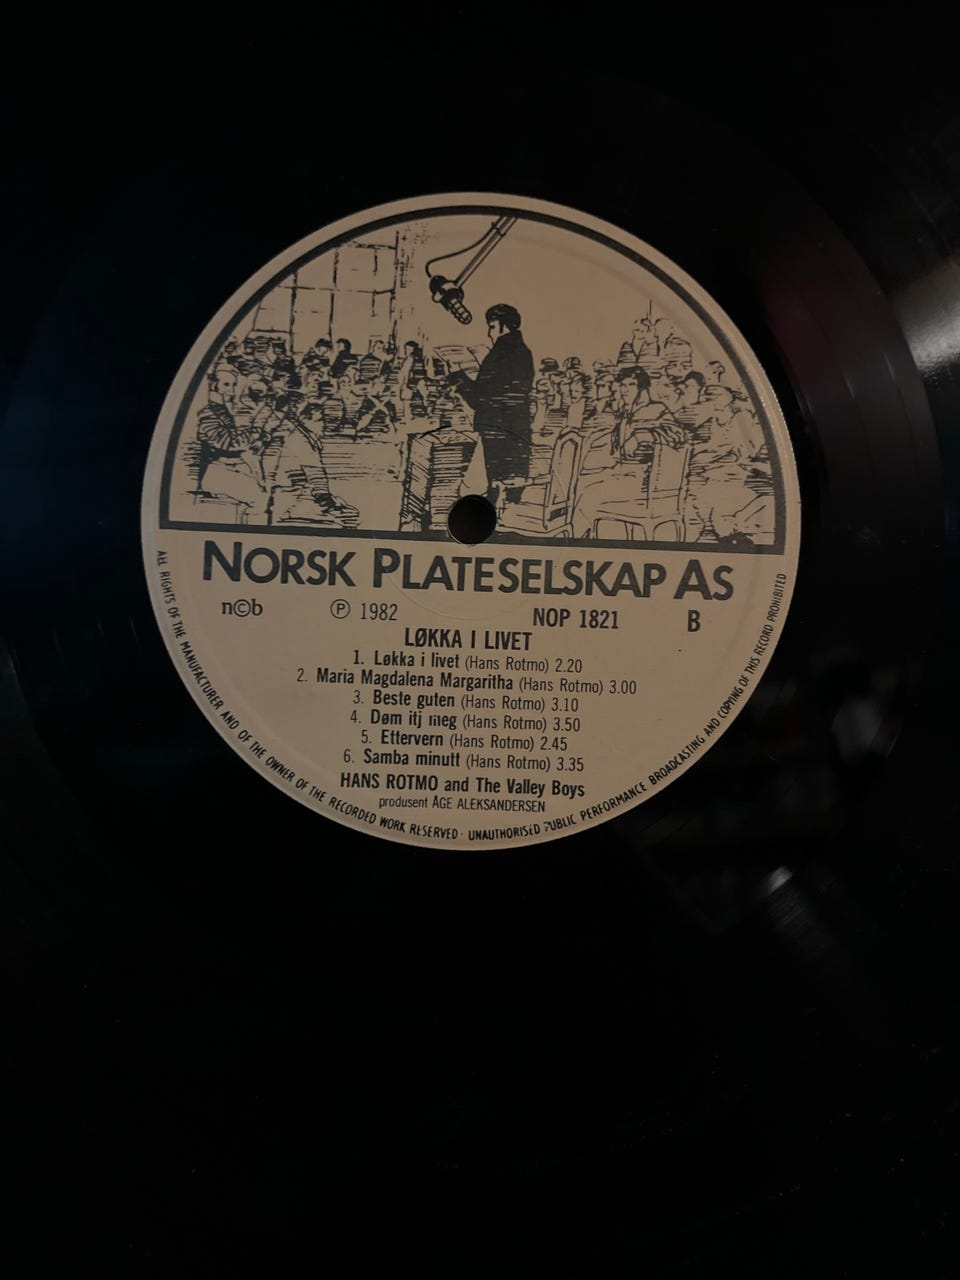 NORSK PLATESELSKAP AS
n©b ℗ 1982 NOP 1821 B
LØKKA I LIVET
1. Løkka i livet (Hans Rotmo) 2.20
2. Maria Magdalena Margaritha (Hans Rotmo) 3.00
3. Beste guten (Hans Rotmo) 3.10
4. Døm itj meg (Hans Rotmo) 3.50
5. Ettervern (Hans Rotmo) 2.45
6. Samba minutt (Hans Rotmo) 3.35
HANS ROTMO and The Valley Boys
produsent ÅGE ALEKSANDERSEN
ALL RIGHTS OF THE MANUFACTURER AND OF THE OWNER OF THE RECORDED WORK RESERVED · UNAUTHORISED PUBLIC PERFORMANCE BROADCASTING AND COPYING OF THIS RECORD PROHIBITED